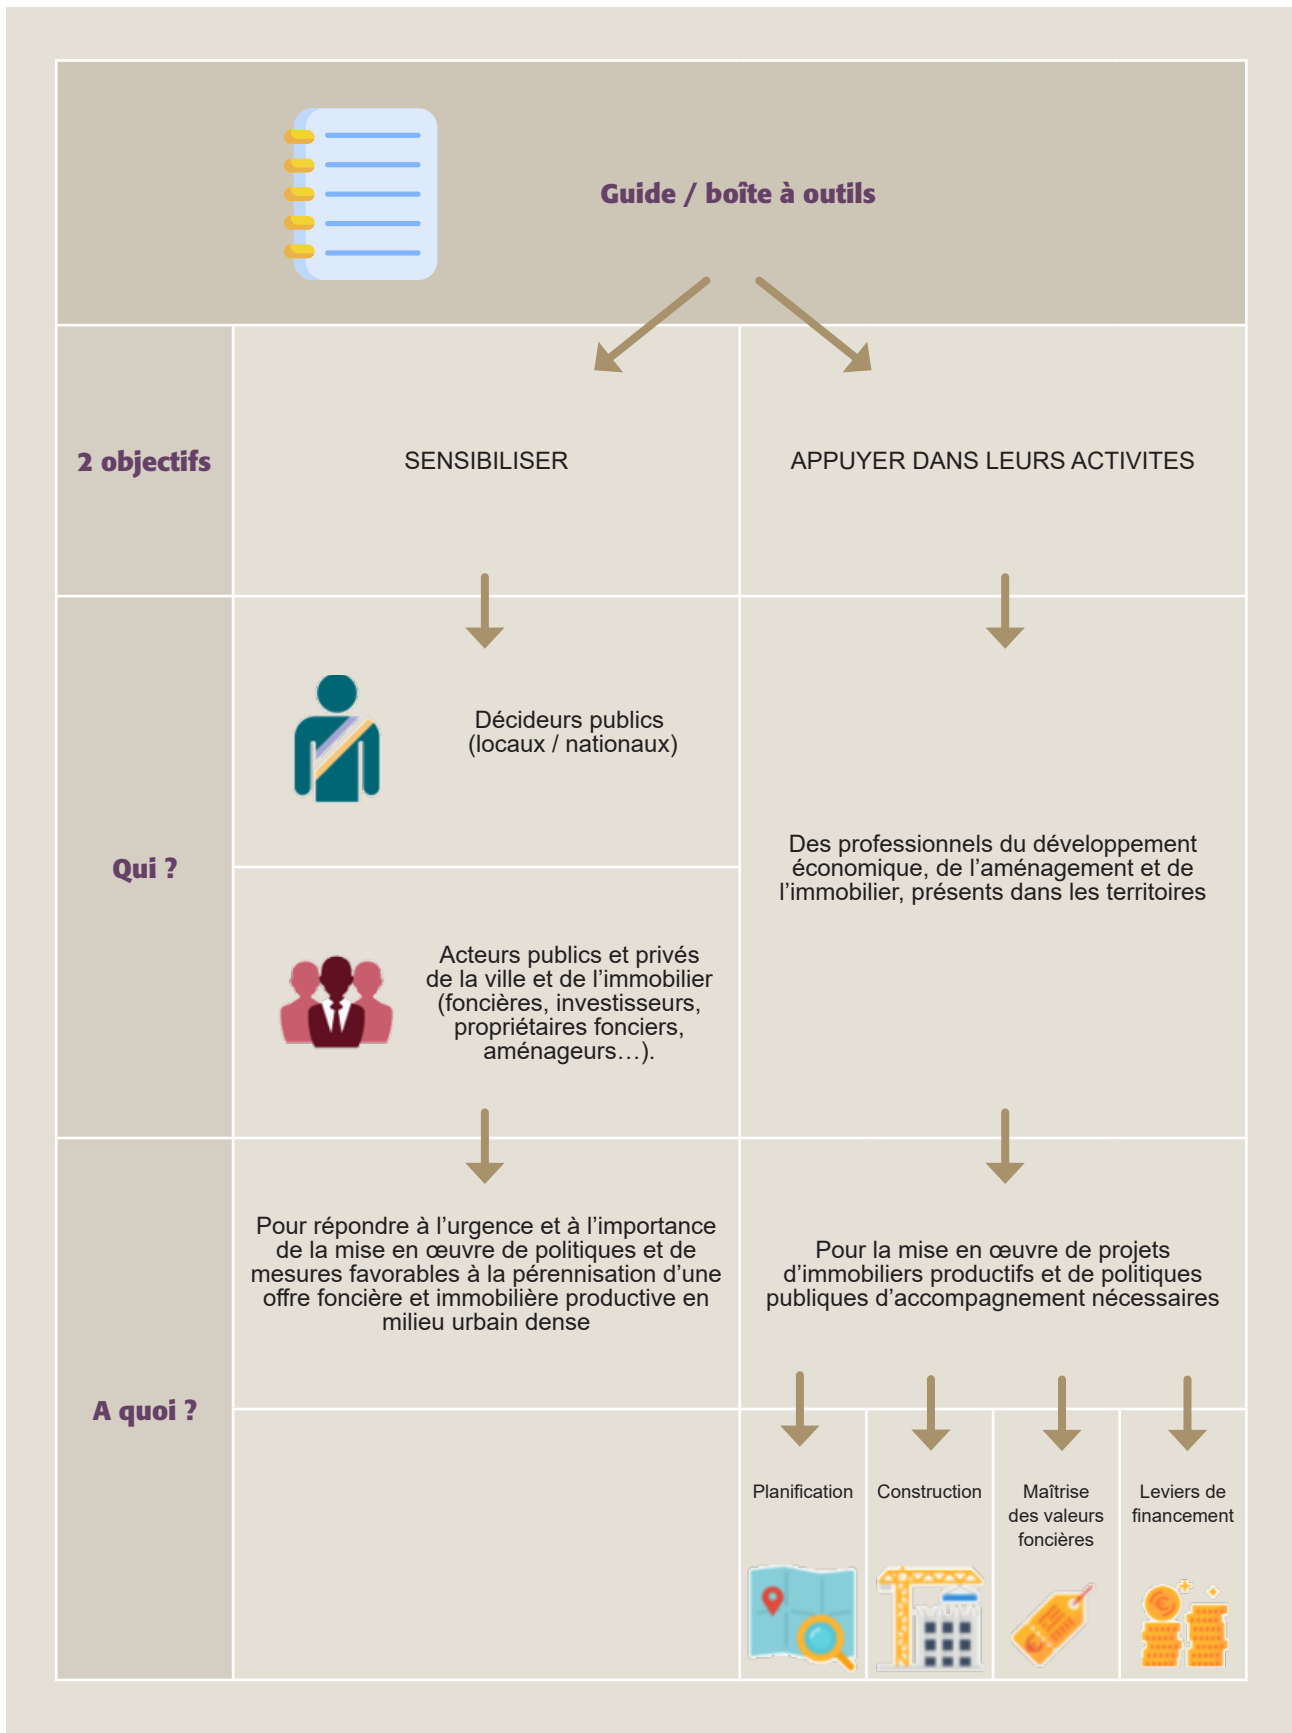 Guide / boîte à outils
2 objectifs
SENSIBILISER
APPUYER DANS LEURS ACTIVITES
Qui ?
Décideurs publics
(locaux / nationaux)
Acteurs publics et privés
de la ville et de l’immobilier
(foncières, investisseurs,
propriétaires fonciers,
aménageurs…).
Des professionnels du développement
économique, de l’aménagement et de
l’immobilier, présents dans les territoires
A quoi ?
Pour répondre à l’urgence et à l’importance
de la mise en œuvre de politiques et de
mesures favorables à la pérennisation d’une
offre foncière et immobilière productive en
milieu urbain dense
Pour la mise en œuvre de projets
d’immobiliers productifs et de politiques
publiques d’accompagnement nécessaires
Planification
Construction
Maîtrise
des valeurs
foncières
Leviers de
financement